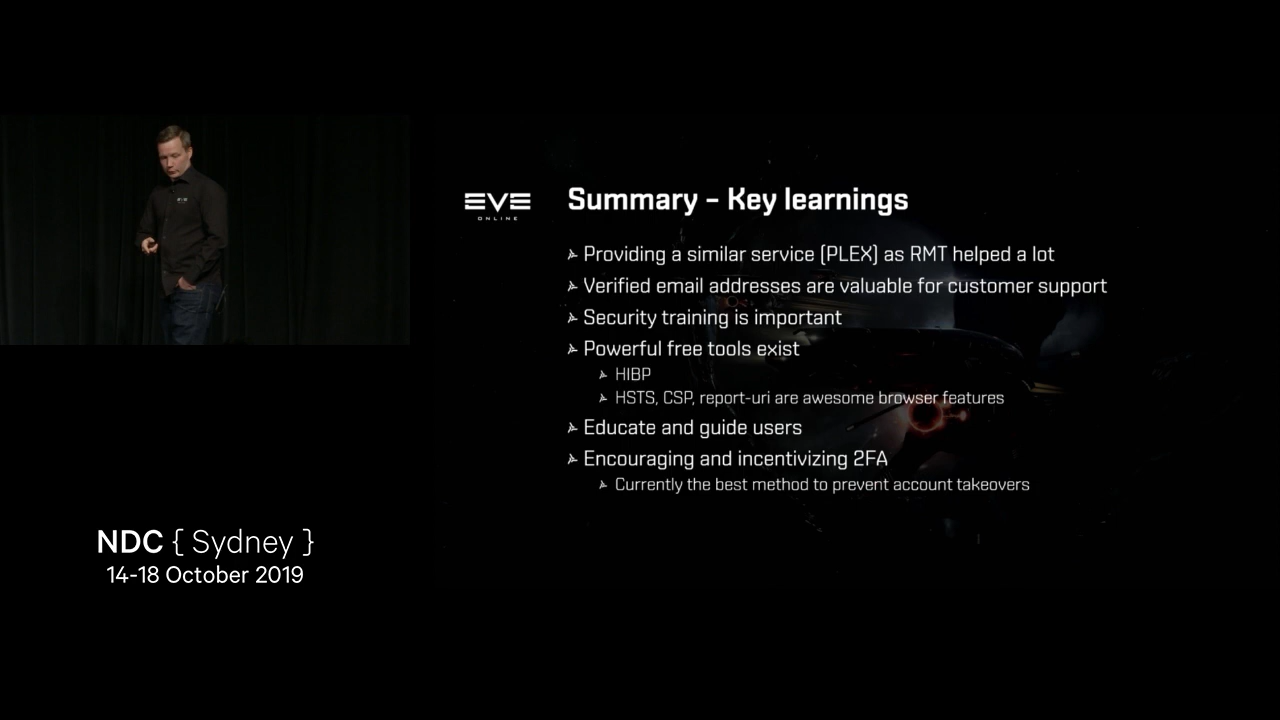 EVE
ONLINE
Summary – Key learnings
Providing a similar service (PLEX) as RMT helped a lot
Verified email addresses are valuable for customer support
Security training is important
Powerful free tools exist
HIBP
HSTS, CSP, report-uri are awesome browser features
Educate and guide users
Encouraging and incentivizing 2FA
Currently the best method to prevent account takeovers
EVE
NDC { Sydney }
14-18 October 2019